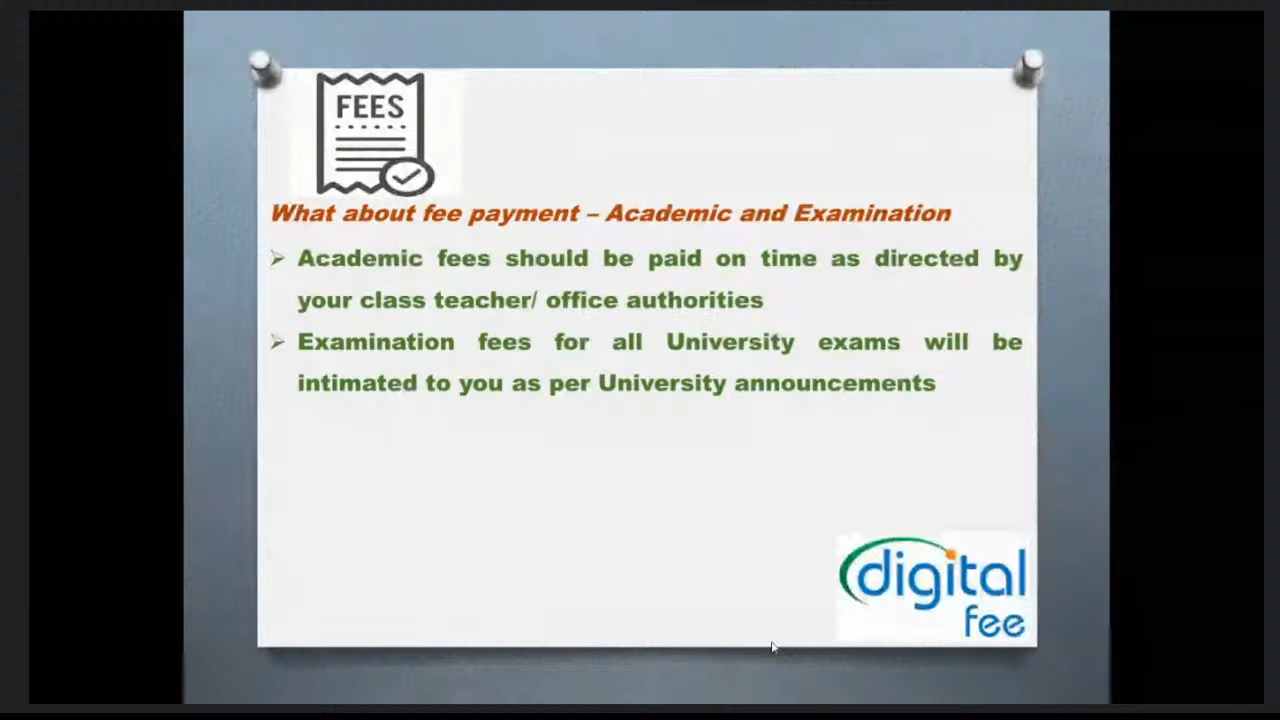 FEES
What about fee payment – Academic and Examination
➢ Academic fees should be paid on time as directed by
your class teacher/ office authorities
➢ Examination fees for all University exams will be
intimated to you as per University announcements
digital
fee